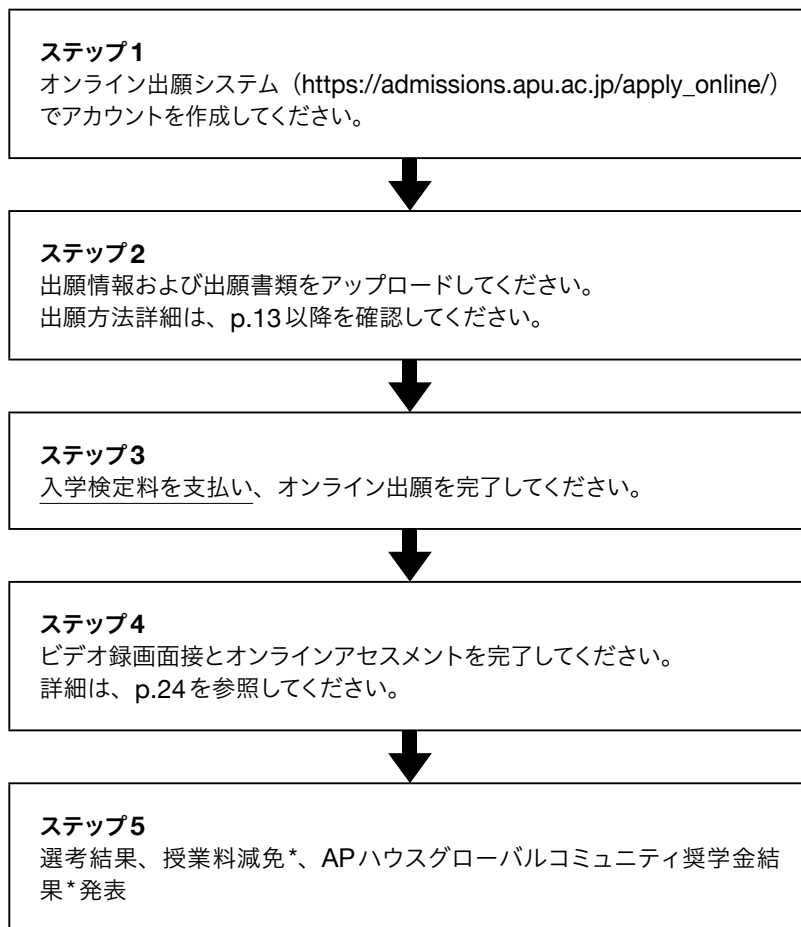 ステップ1
オンライン出願システム（https://admissions.apu.ac.jp/apply_online/）
でアカウントを作成してください。
ステップ2
出願情報および出願書類をアップロードしてください。
出願方法詳細は、p.13以降を確認してください。
ステップ3
入学検定料を支払い、オンライン出願を完了してください。
ステップ4
ビデオ録画面接とオンラインアセスメントを完了してください。
詳細は、p.24を参照してください。
ステップ5
選考結果、授業料減免*、APハウスグローバルコミュニティ奨学金結
果*発表